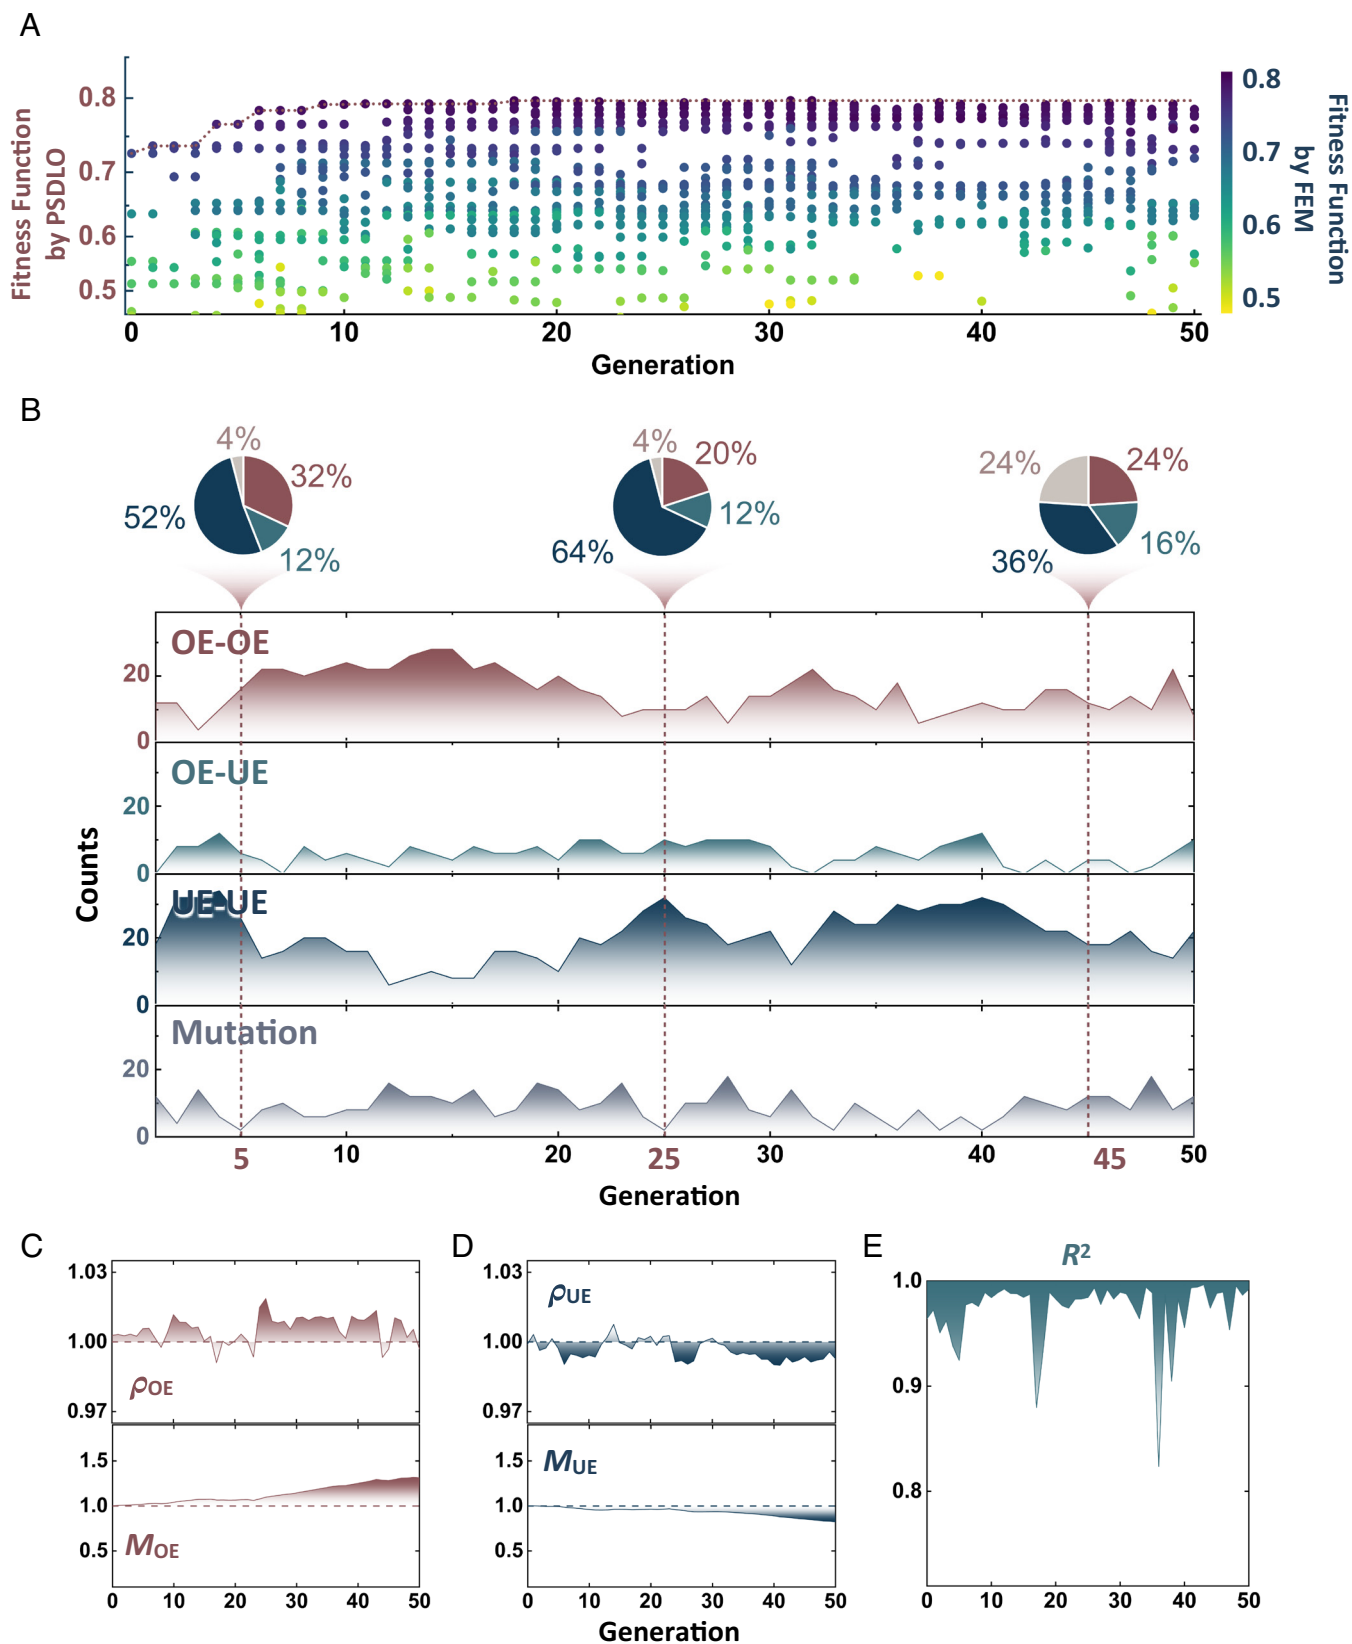 A
Fitness Function
by PSDLO
0.8
0.7
0.6
0.5
0 10 20 30 40 50
Generation
0.8
0.7
0.6
0.5
Fitness Function
by FEM
B
4% 32% 52% 12%
4% 20% 12% 64%
24% 24% 16% 36%
Counts
OE-OE
20
0
OE-UE
20
0
UE-UE
20
0
Mutation
20
0
5 10 20 25 30 40 45 50
Generation
C
1.03
1.00
0.97
ρOE
1.5
1.0
0.5
MOE
0 10 20 30 40 50
D
1.03
1.00
0.97
ρUE
1.5
1.0
0.5
MUE
0 10 20 30 40 50
Generation
E
R²
1.0
0.9
0.8
0 10 20 30 40 50